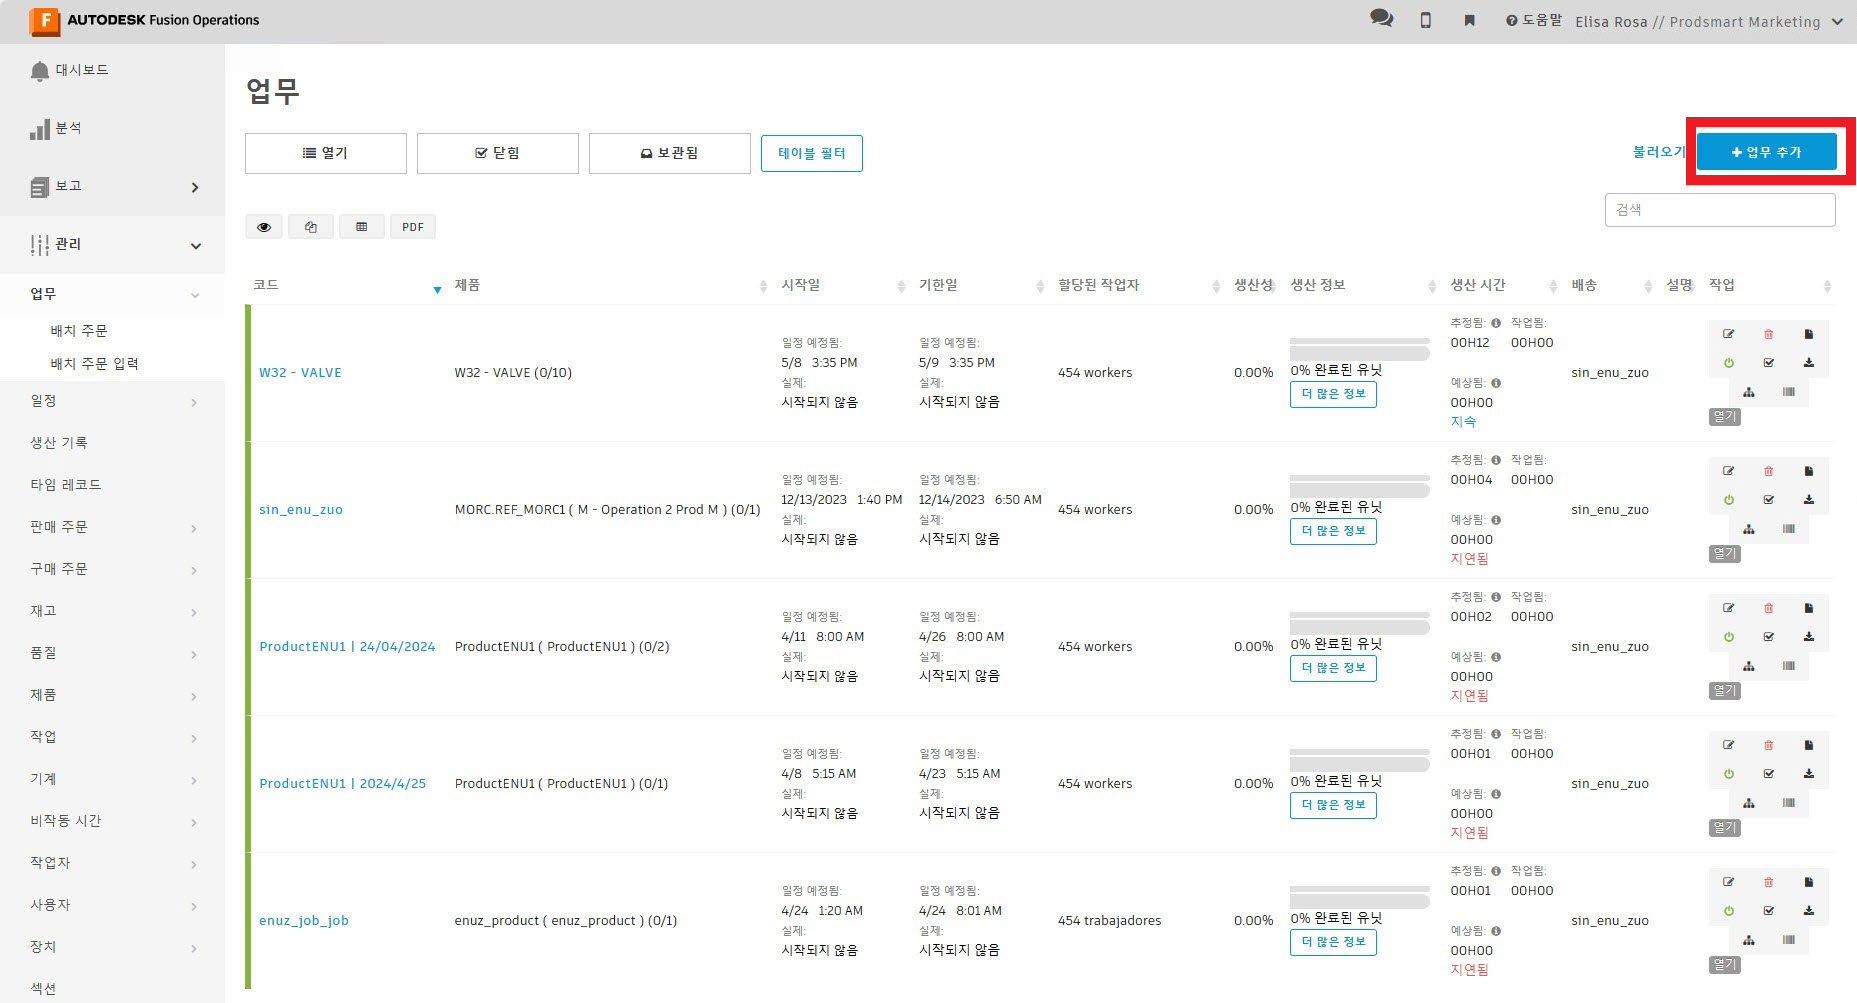 AUTODESK Fusion Operations
도움말 Elisa Rosa // Prodsmart Marketing
대시보드
분석
보고
관리
업무
배치 주문
배치 주문 입력
일정
생산 기록
타임 레코드
판매 주문
구매 주문
재고
품질
제품
작업
기계
비작동 시간
작업자
사용자
장치
섹션
업무
열기
닫힘
보관됨
테이블 필터
불러오기
+ 업무 추가
검색
PDF
코드 제품 시작일 기한일 할당된 작업자 생산성 생산 정보 생산 시간 배송 설명 작업
W32 - VALVE
W32 - VALVE (0/10)
일정 예정됨:
5/8 3:35 PM
실제:
시작되지 않음
일정 예정됨:
5/9 3:35 PM
실제:
시작되지 않음
454 workers
0.00%
0% 완료된 유닛
더 많은 정보
추정됨: 작업됨:
00H12 00H00
예상됨:
00H00
지속
sin_enu_zuo
열기
sin_enu_zuo
MORC.REF_MORC1 ( M - Operation 2 Prod M ) (0/1)
일정 예정됨:
12/13/2023 1:40 PM
실제:
시작되지 않음
일정 예정됨:
12/14/2023 6:50 AM
실제:
시작되지 않음
454 workers
0.00%
0% 완료된 유닛
더 많은 정보
추정됨: 작업됨:
00H04 00H00
예상됨:
00H00
지연됨
sin_enu_zuo
열기
ProductENU1 | 24/04/2024
ProductENU1 ( ProductENU1 ) (0/2)
일정 예정됨:
4/11 8:00 AM
실제:
시작되지 않음
일정 예정됨:
4/26 8:00 AM
실제:
시작되지 않음
454 workers
0.00%
0% 완료된 유닛
더 많은 정보
추정됨: 작업됨:
00H02 00H00
예상됨:
00H00
지연됨
sin_enu_zuo
열기
ProductENU1 | 2024/4/25
ProductENU1 ( ProductENU1 ) (0/1)
일정 예정됨:
4/8 5:15 AM
실제:
시작되지 않음
일정 예정됨:
4/23 5:15 AM
실제:
시작되지 않음
454 workers
0.00%
0% 완료된 유닛
더 많은 정보
추정됨: 작업됨:
00H01 00H00
예상됨:
00H00
지연됨
sin_enu_zuo
열기
enuz_job_job
enuz_product ( enuz_product ) (0/1)
일정 예정됨:
4/24 1:20 AM
실제:
시작되지 않음
일정 예정됨:
4/24 8:01 AM
실제:
시작되지 않음
454 trabajadores
0.00%
0% 완료된 유닛
더 많은 정보
추정됨: 작업됨:
00H01 00H00
예상됨:
00H00
지연됨
sin_enu_zuo
열기